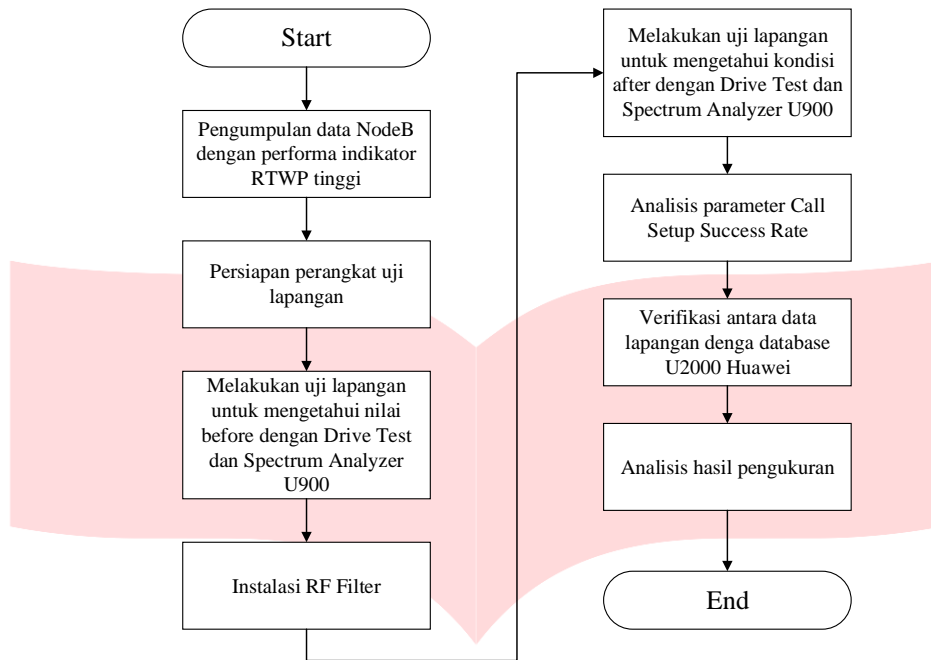 Start
Pengumpulan data NodeB
dengan performa indikator
RTWP tinggi
Persiapan perangkat uji
lapangan
Melakukan uji lapangan
untuk mengetahui nilai
before dengan Drive Test
dan Spectrum Analyzer
U900
Instalasi RF Filter
Melakukan uji lapangan
untuk mengetahui kondisi
after dengan Drive Test dan
Spectrum Analyzer U900
Analisis parameter Call
Setup Success Rate
Verifikasi antara data
lapangan denga database
U2000 Huawei
Analisis hasil pengukuran
End